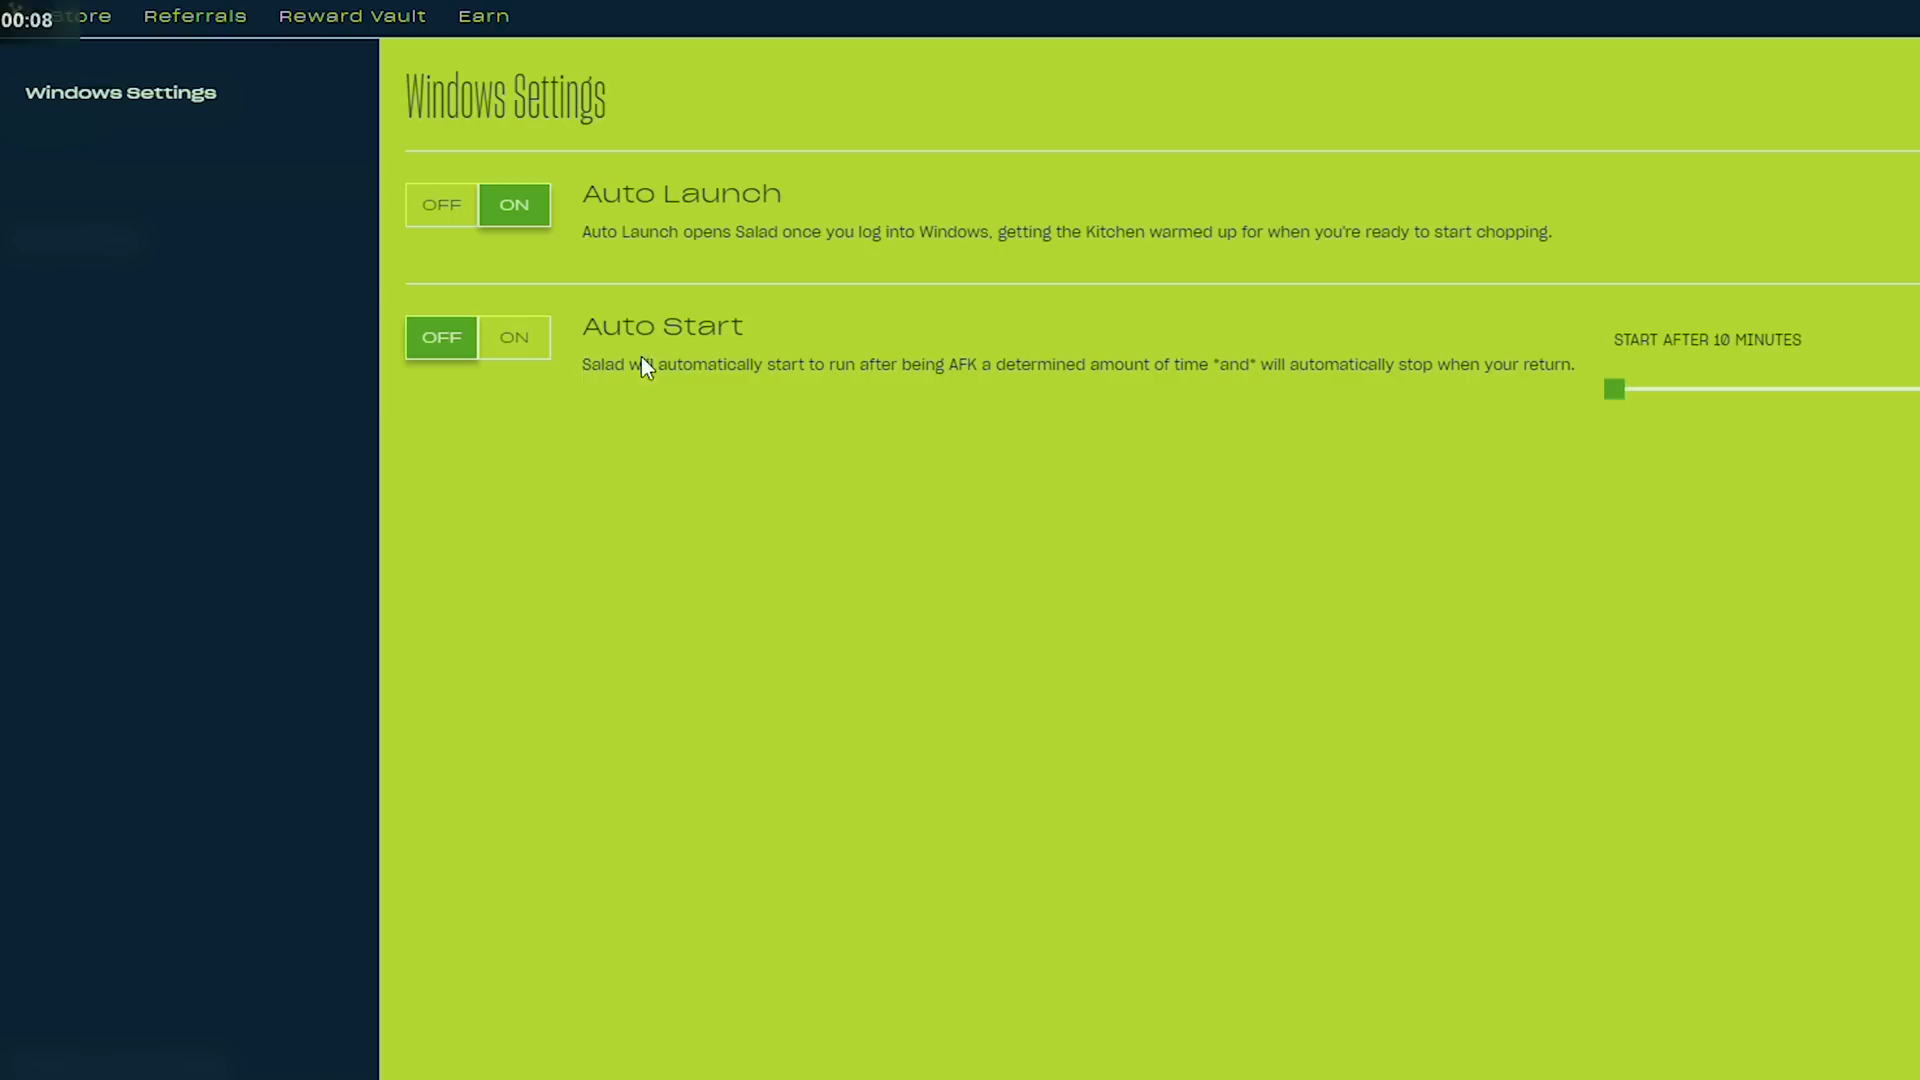 00:08
Store Referrals Reward Vault Earn
Windows Settings
Windows Settings
OFF ON
Auto Launch
Auto Launch opens Salad once you log into Windows, getting the Kitchen warmed up for when you're ready to start chopping.
OFF ON
Auto Start
Salad will automatically start to run after being AFK a determined amount of time *and* will automatically stop when your return.
START AFTER 10 MINUTES